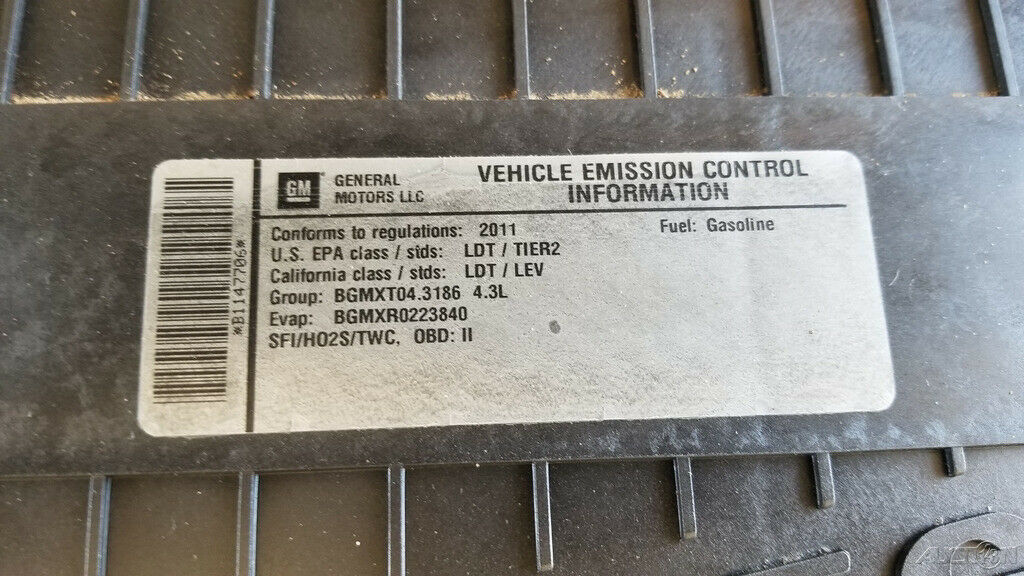 GM
GENERAL
MOTORS LLC
VEHICLE EMISSION CONTROL
INFORMATION
Conforms to regulations: 2011
Fuel: Gasoline
U.S. EPA class / stds: LDT / TIER2
California class / stds: LDT / LEV
Group: BGMXT04.3186 4.3L
Evap: BGMXR0223840
SFI/HO2S/TWC, OBD: II
*B11477706*